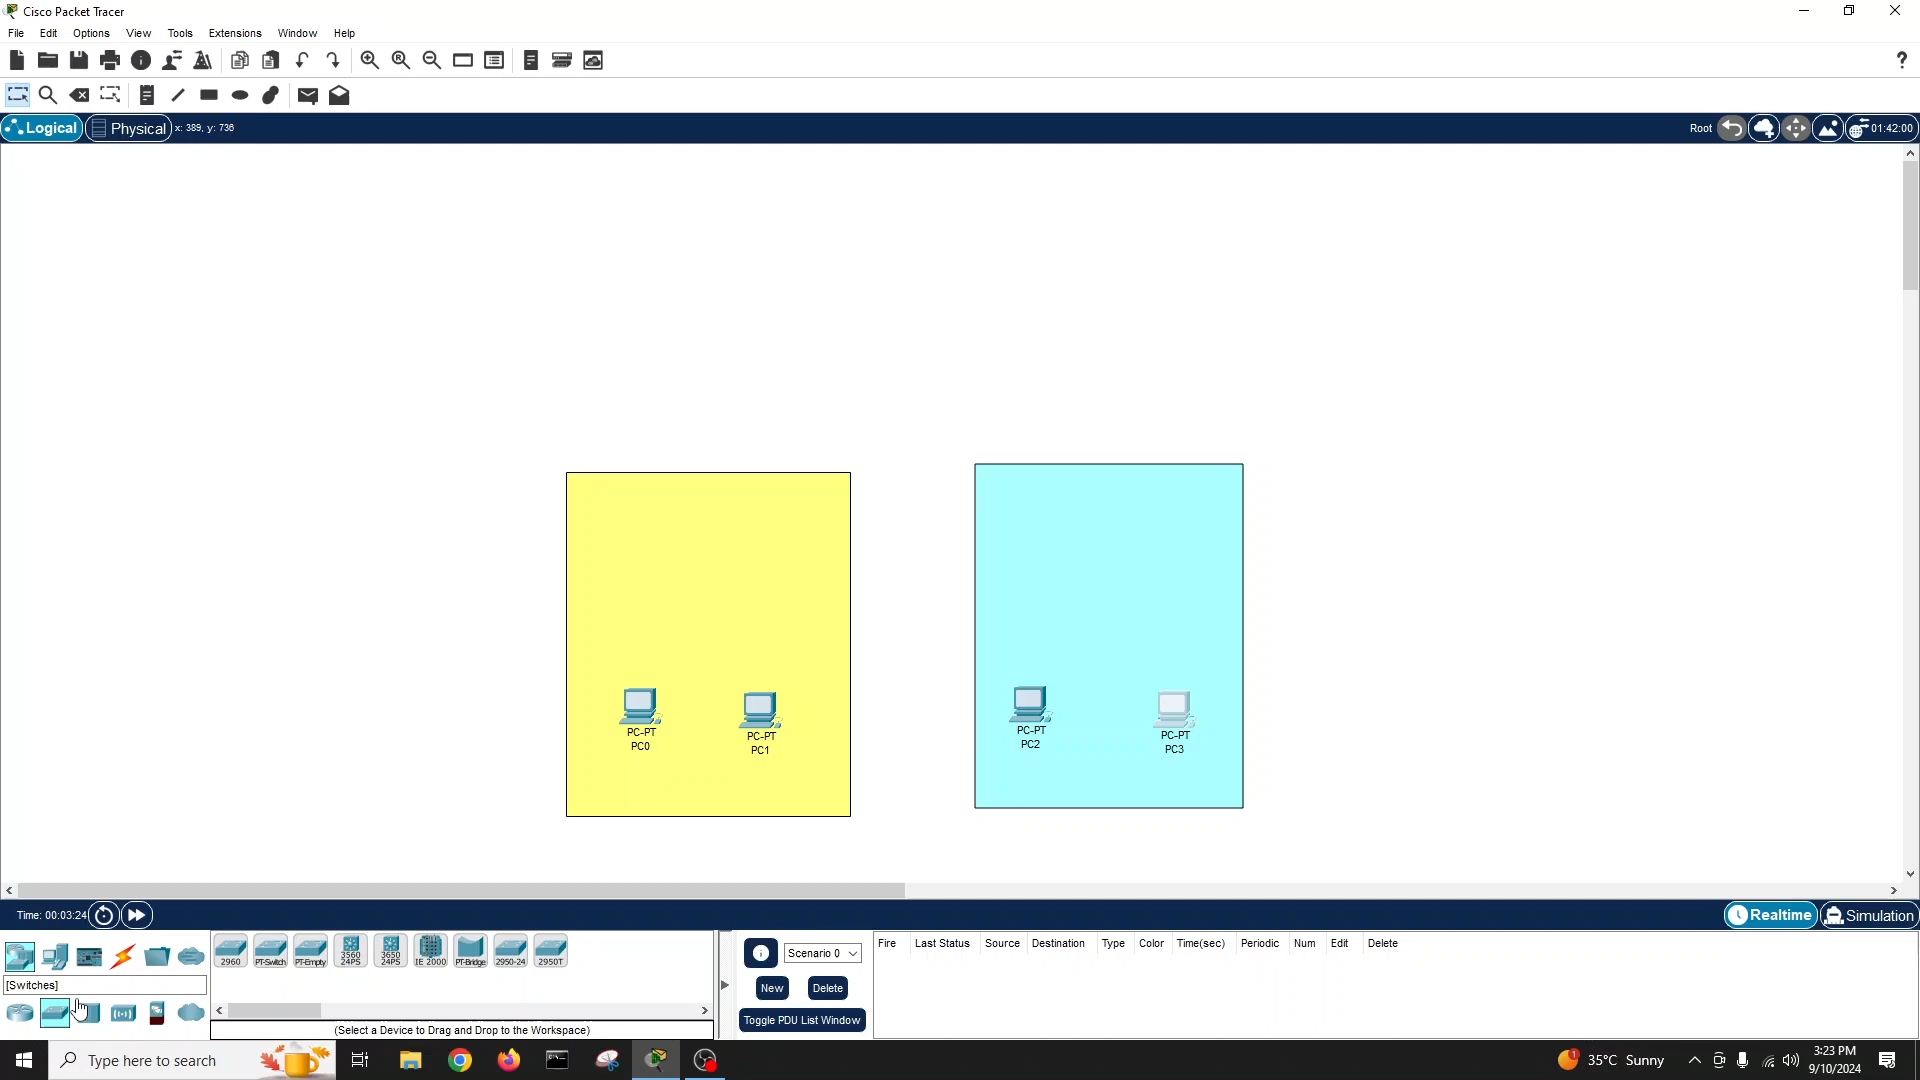 Cisco Packet Tracer
File Edit Options View Tools Extensions Window Help
Logical Physical x: 389, y: 736 Root 01:42:00
PC-PT
PC0
PC-PT
PC1
PC-PT
PC2
PC-PT
PC3
Time: 00:03:24 Realtime Simulation
2960 PT-Switch PT-Empty 3560 24PS 3650 24PS IE 2000 PT-Bridge 2950-24 2950T
[Switches]
(Select a Device to Drag and Drop to the Workspace)
Scenario 0
New Delete
Toggle PDU List Window
Fire Last Status Source Destination Type Color Time(sec) Periodic Num Edit Delete
Type here to search
1 35°C Sunny
3:23 PM
9/10/2024